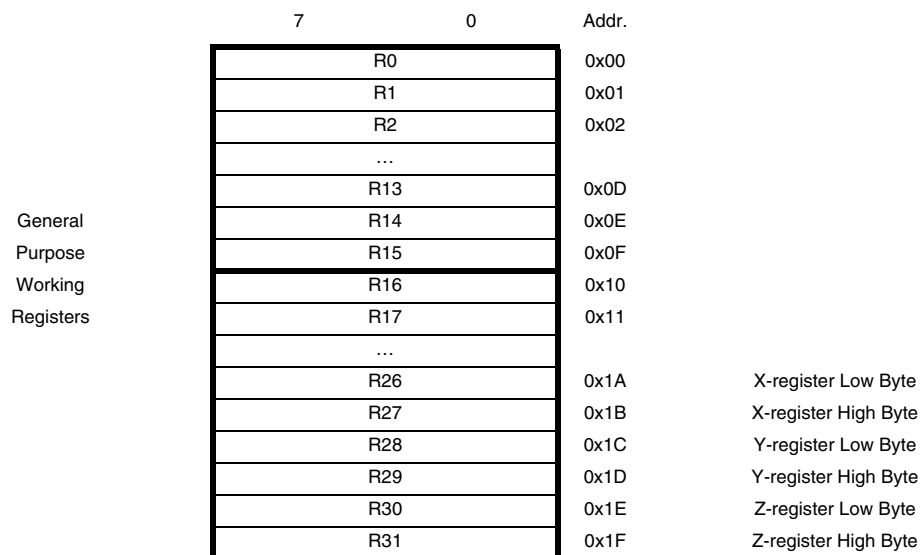 7 0 Addr.
R0 0x00
R1 0x01
R2 0x02
…
R13 0x0D
General R14 0x0E
Purpose R15 0x0F
Working R16 0x10
Registers R17 0x11
…
R26 0x1A X-register Low Byte
R27 0x1B X-register High Byte
R28 0x1C Y-register Low Byte
R29 0x1D Y-register High Byte
R30 0x1E Z-register Low Byte
R31 0x1F Z-register High Byte